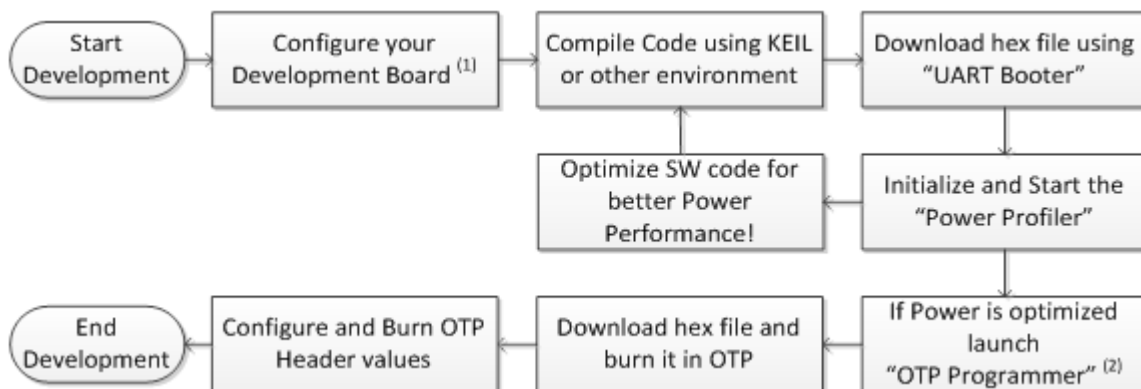 Start
Development
Configure your
Development Board (1)
Compile Code using KEIL
or other environment
Download hex file using
“UART Booter”
Initialize and Start the
“Power Profiler”
Optimize SW code for
better Power
Performance!
If Power is optimized
launch
“OTP Programmer” (2)
Download hex file and
burn it in OTP
Configure and Burn OTP
Header values
End
Development